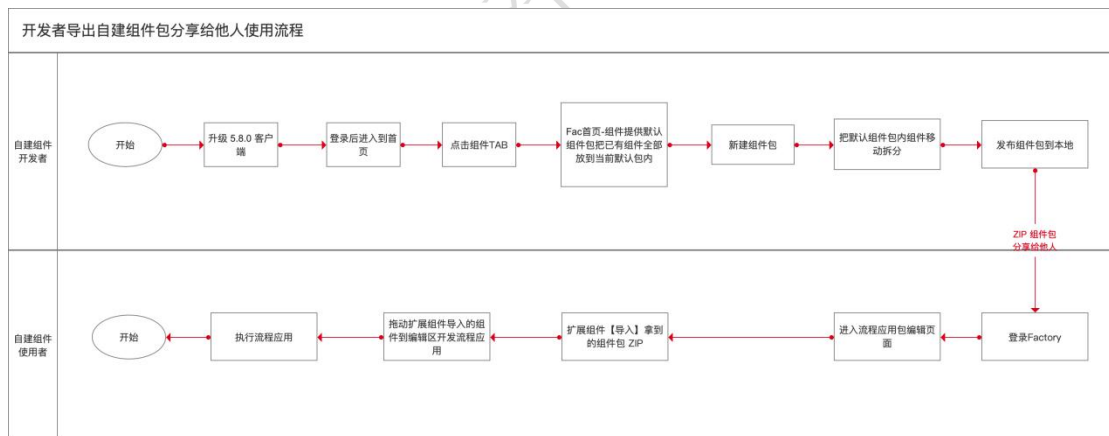 开发者导出自建组件包分享给他人使用流程
自建组件
开发者
开始
升级 5.8.0 客户
端
登录后进入到首
页
点击组件TAB
Fac首页-组件提供默认
组件包把已有组件全部
放到当前默认包内
新建组件包
把默认组件包内组件移
动拆分
发布组件包到本地
ZIP 组件包
分享给他人
自建组件
使用者
开始
执行流程应用
拖动扩展组件导入的组
件到编辑区开发流程应
用
扩展组件【导入】拿到
的组件包 ZIP
进入流程应用包编辑页
面
登录Factory